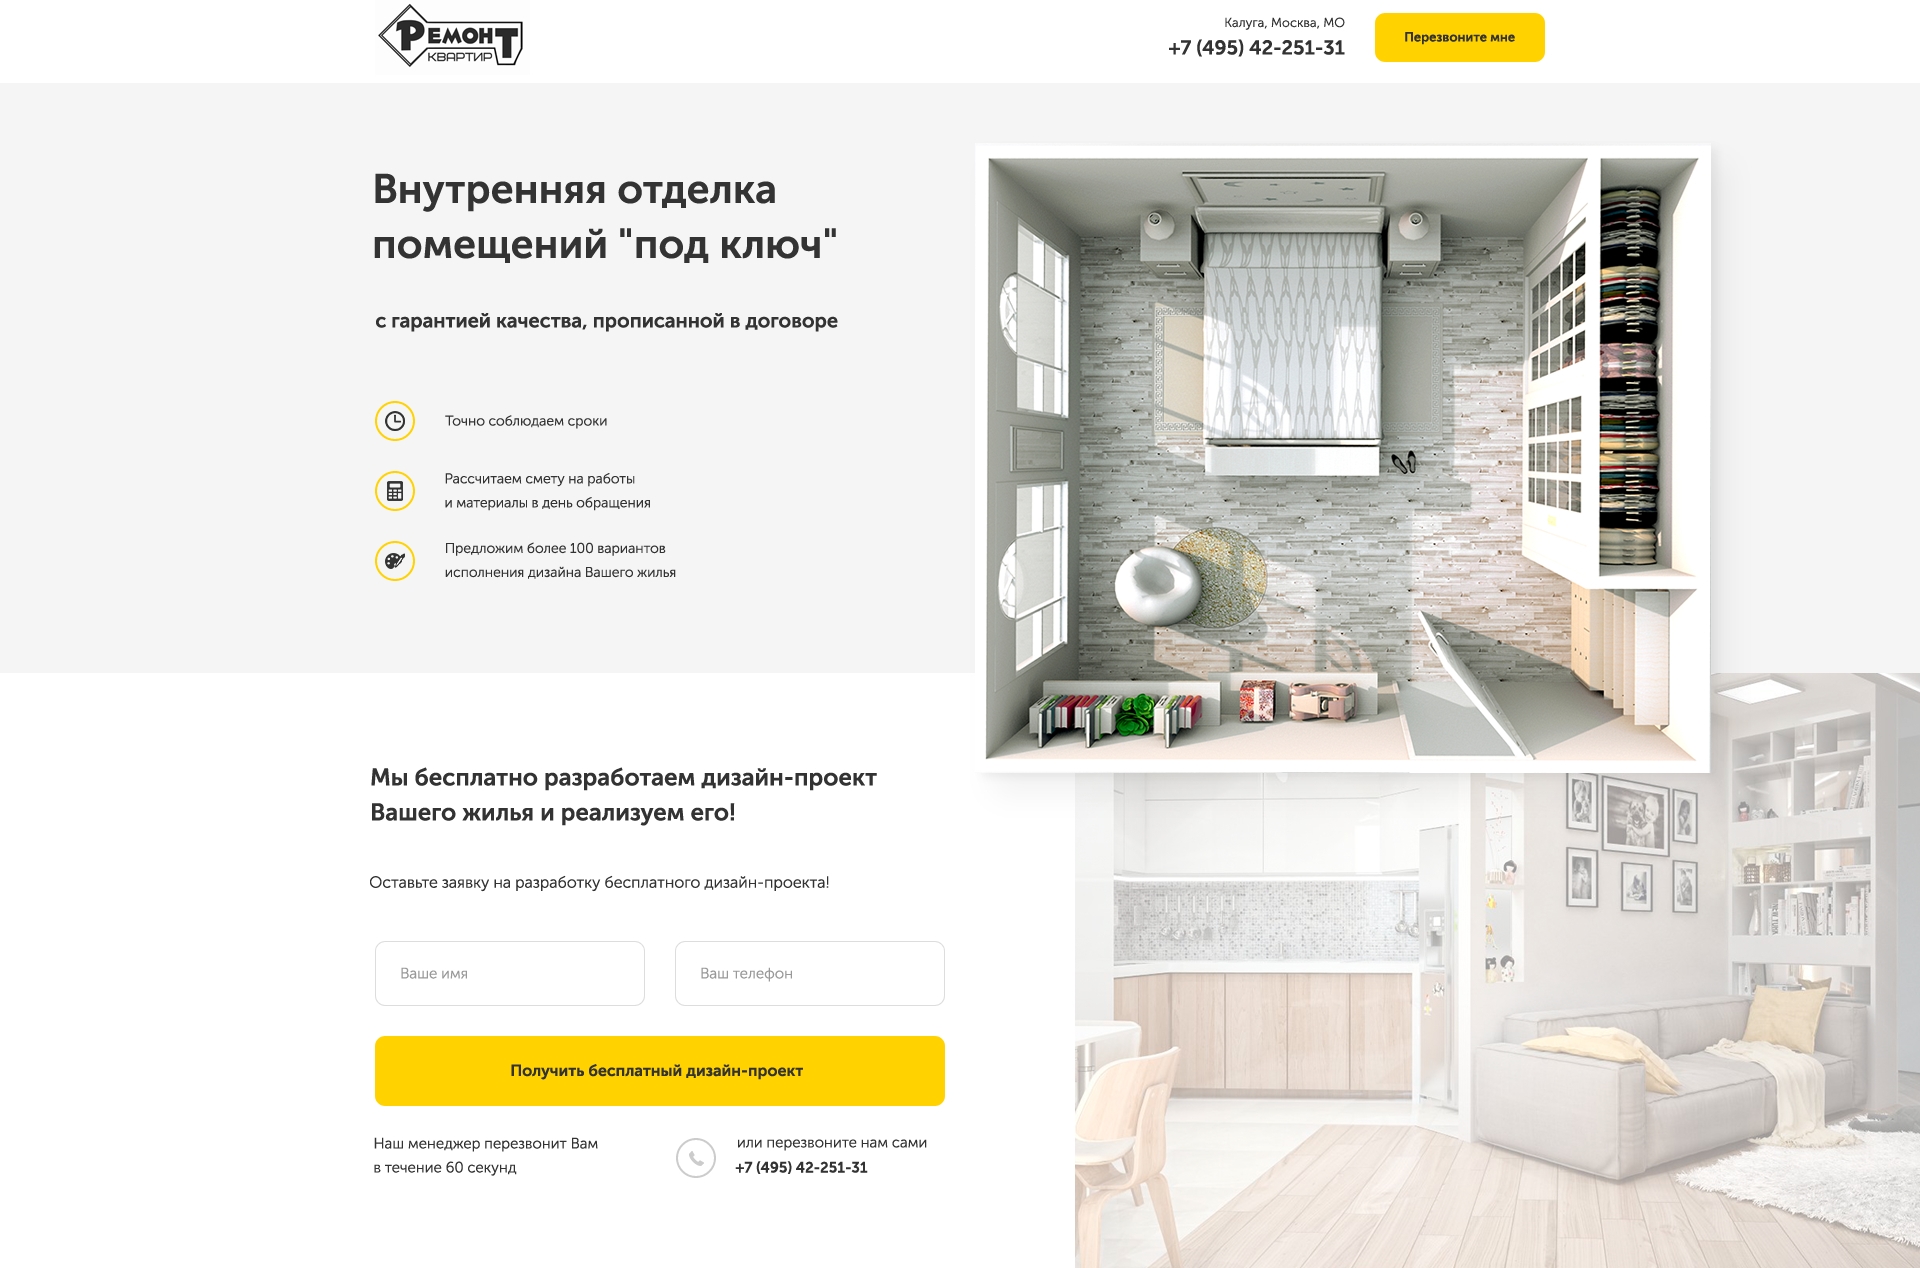 Ремонт
КВАРТИР
Калуга, Москва, МО
+7 (495) 42-251-31
Перезвоните мне
Внутренняя отделка
помещений "под ключ"
с гарантией качества, прописанной в договоре
Точно соблюдаем сроки
Рассчитаем смету на работы
и материалы в день обращения
Предложим более 100 вариантов
исполнения дизайна Вашего жилья
Мы бесплатно разработаем дизайн-проект
Вашего жилья и реализуем его!
Оставьте заявку на разработку бесплатного дизайн-проекта!
Ваше имя
Ваш телефон
Получить бесплатный дизайн-проект
Наш менеджер перезвонит Вам
в течение 60 секунд
или перезвоните нам сами
+7 (495) 42-251-31